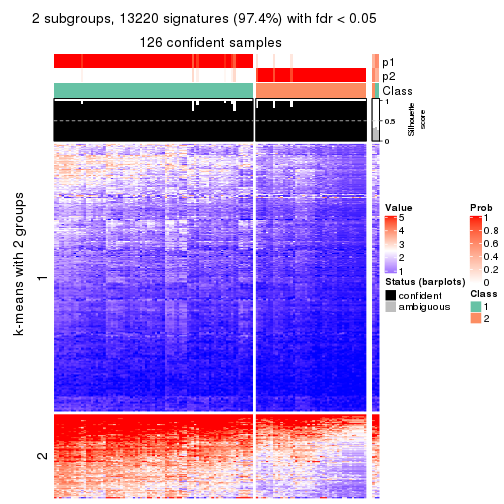 2 subgroups, 13220 signatures (97.4%) with fdr < 0.05
126 confident samples
p1
p2
Class
1
0.5
0
Silhouette
score
k-means with 2 groups
1
2
Value
5
4
3
2
1
Status (barplots)
confident
ambiguous
Prob
1
0.8
0.6
0.4
0.2
0
Class
1
2